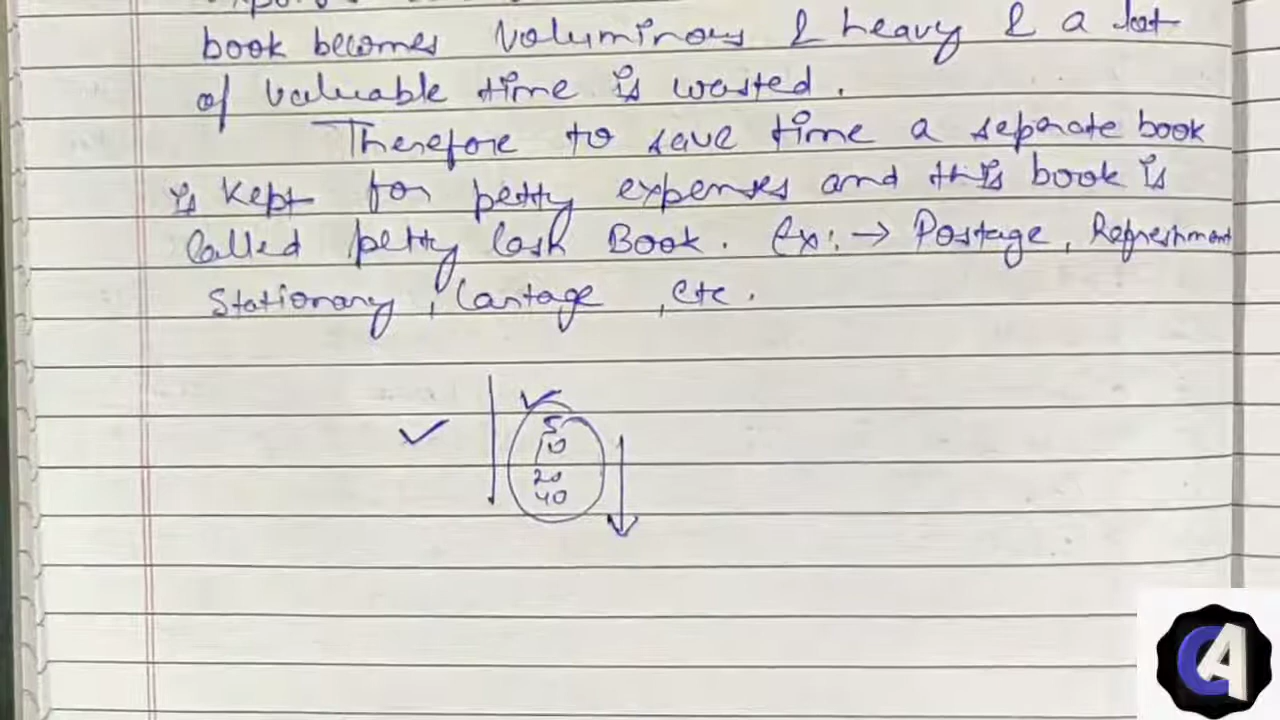 book becomes voluminous & heavy & a lot
of valuable time is wasted.
Therefore to save time a separate book
is kept for petty expenses and this book is
Called petty Cash Book. Ex: → Postage, Refreshment
Stationary, Cartage, etc.
5
10
20
40
CA